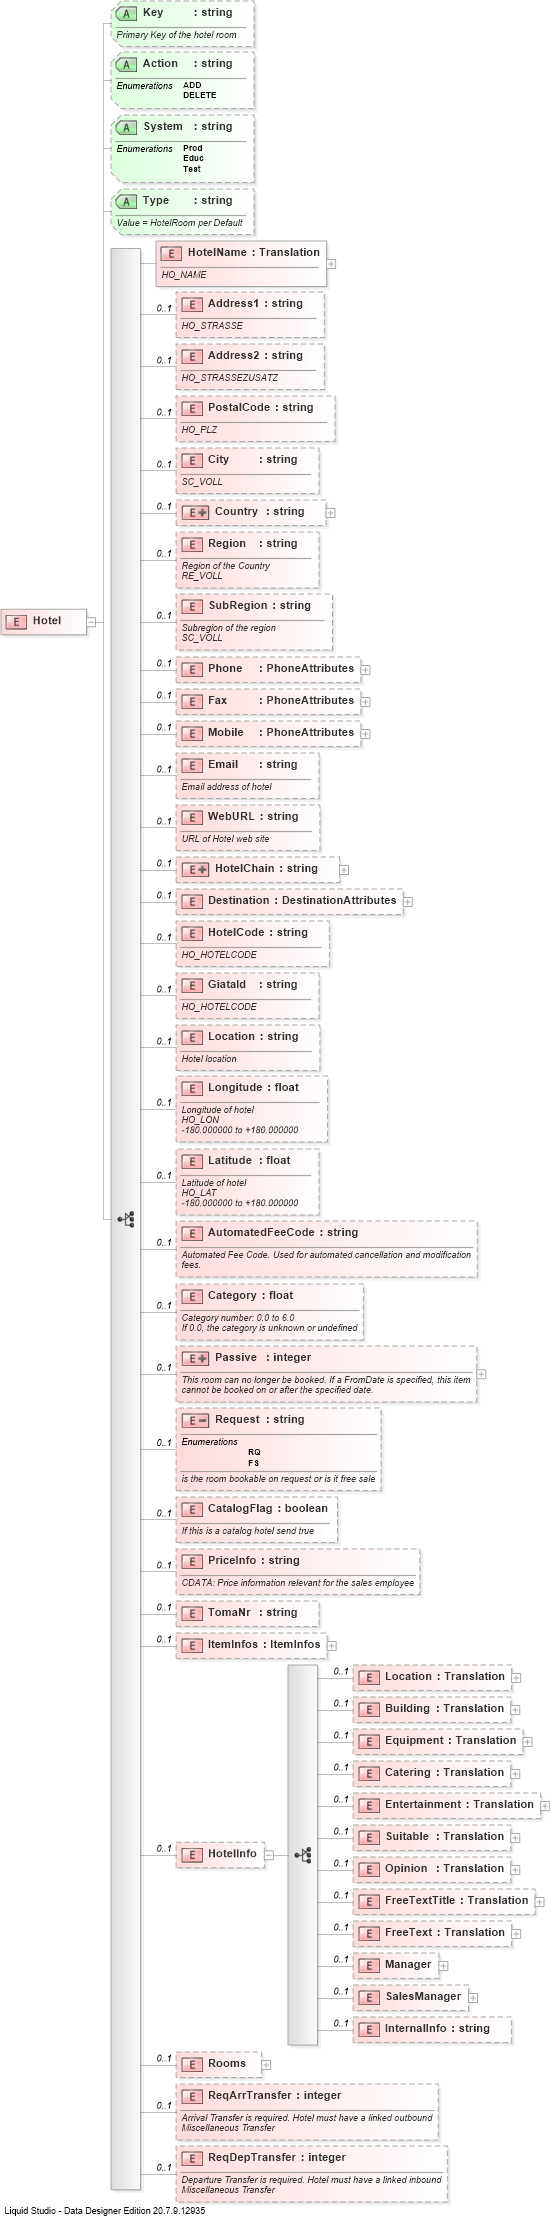 A Key : string
Primary Key of the hotel room
A Action : string
Enumerations ADD
DELETE
A System : string
Enumerations Prod
Educ
Test
A Type : string
Value = HotelRoom per Default
E HotelName : Translation
HO_NAME
0..1 E Address1 : string
HO_STRASSE
0..1 E Address2 : string
HO_STRASSEZUSATZ
0..1 E PostalCode : string
HO_PLZ
0..1 E City : string
SC_VOLL
0..1 E Country : string
0..1 E Region : string
Region of the Country
RE_VOLL
0..1 E SubRegion : string
Subregion of the region
SC_VOLL
E Hotel
0..1 E Phone : PhoneAttributes
0..1 E Fax : PhoneAttributes
0..1 E Mobile : PhoneAttributes
0..1 E Email : string
Email address of hotel
0..1 E WebURL : string
URL of Hotel web site
0..1 E HotelChain : string
0..1 E Destination : DestinationAttributes
0..1 E HotelCode : string
HO_HOTELCODE
0..1 E GiataId : string
HO_HOTELCODE
0..1 E Location : string
Hotel location
0..1 E Longitude : float
Longitude of hotel
HO_LON
-180.000000 to +180.000000
0..1 E Latitude : float
Latitude of hotel
HO_LAT
-180.000000 to +180.000000
0..1 E AutomatedFeeCode : string
Automated Fee Code. Used for automated cancellation and modification
fees.
0..1 E Category : float
Category number: 0.0 to 6.0
If 0.0, the category is unknown or undefined
0..1 E Passive : integer
This room can no longer be booked. If a FromDate is specified, this item
cannot be booked on or after the specified date.
0..1 E Request : string
Enumerations
RQ
FS
is the room bookable on request or is it free sale
0..1 E CatalogFlag : boolean
If this is a catalog hotel send true
0..1 E PriceInfo : string
CDATA: Price information relevant for the sales employee
0..1 E TomaNr : string
0..1 E ItemInfos : ItemInfos
0..1 E HotelInfo
0..1 E Location : Translation
0..1 E Building : Translation
0..1 E Equipment : Translation
0..1 E Catering : Translation
0..1 E Entertainment : Translation
0..1 E Suitable : Translation
0..1 E Opinion : Translation
0..1 E FreeTextTitle : Translation
0..1 E FreeText : Translation
0..1 E Manager
0..1 E SalesManager
0..1 E InternalInfo : string
0..1 E Rooms
0..1 E ReqArrTransfer : integer
Arrival Transfer is required. Hotel must have a linked outbound
Miscellaneous Transfer
0..1 E ReqDepTransfer : integer
Departure Transfer is required. Hotel must have a linked inbound
Miscellaneous Transfer
Liquid Studio - Data Designer Edition 20.7.9.12935